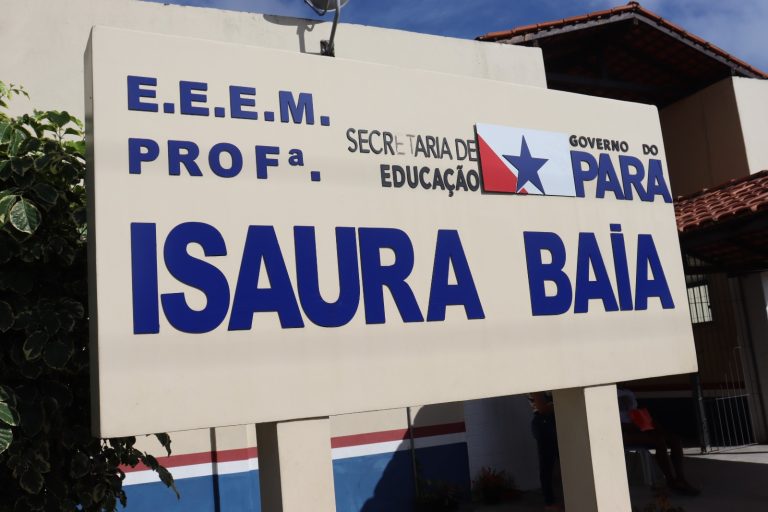 E.E.E.M.
PROFª.
SECRETARIA DE
EDUCAÇÃO
GOVERNO DO
PARÁ
ISAURA BAÍA